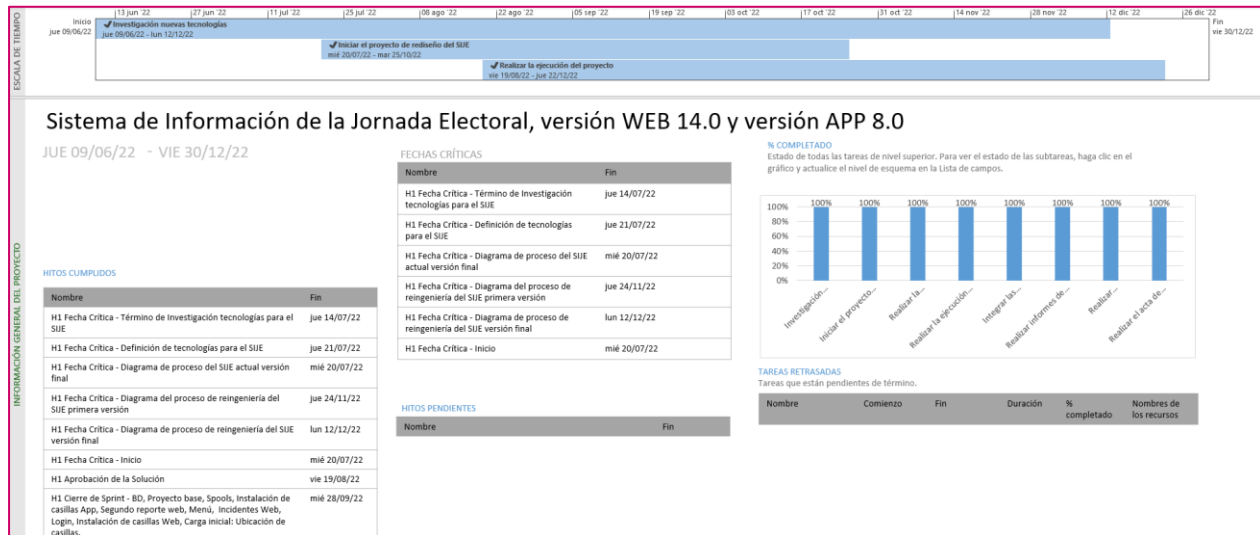 ESCALA DE TIEMPO
13 jun '22
27 jun '22
11 jul '22
25 jul '22
08 ago '22
22 ago '22
05 sep '22
19 sep '22
03 oct '22
17 oct '22
31 oct '22
14 nov '22
28 nov '22
12 dic '22
26 dic '22
Inicio
jue 09/06/22
Investigación nuevas tecnologías
jue 09/06/22 - lun 12/12/22
Iniciar el proyecto de rediseño del SIJE
mié 20/07/22 - mar 25/10/22
Realizar la ejecución del proyecto
vie 19/08/22 - jue 22/12/22
Fin
vie 30/12/22
INFORMACIÓN GENERAL DEL PROYECTO
Sistema de Información de la Jornada Electoral, versión WEB 14.0 y versión APP 8.0
JUE 09/06/22 - VIE 30/12/22
HITOS CUMPLIDOS
Nombre Fin
H1 Fecha Crítica - Término de Investigación tecnologías para el jue 14/07/22
SIJE
H1 Fecha Crítica - Definición de tecnologías para el SIJE jue 21/07/22
H1 Fecha Crítica - Diagrama de proceso del SIJE actual versión mié 20/07/22
final
H1 Fecha Crítica - Diagrama del proceso de reingeniería del jue 24/11/22
SIJE primera versión
H1 Fecha Crítica - Diagrama de proceso de reingeniería del SIJE lun 12/12/22
versión final
H1 Fecha Crítica - Inicio mié 20/07/22
H1 Aprobación de la Solución vie 19/08/22
H1 Cierre de Sprint - BD, Proyecto base, Spools, Instalación de mié 28/09/22
casillas App, Segundo reporte web, Menú, Incidentes Web,
Login, Instalación de casillas Web, Carga inicial: Ubicación de
casillas.
FECHAS CRÍTICAS
Nombre Fin
H1 Fecha Crítica - Término de Investigación jue 14/07/22
tecnologías para el SIJE
H1 Fecha Crítica - Definición de tecnologías jue 21/07/22
para el SIJE
H1 Fecha Crítica - Diagrama de proceso del SIJE mié 20/07/22
actual versión final
H1 Fecha Crítica - Diagrama del proceso de jue 24/11/22
reingeniería del SIJE primera versión
H1 Fecha Crítica - Diagrama de proceso de lun 12/12/22
reingeniería del SIJE versión final
H1 Fecha Crítica - Inicio mié 20/07/22
HITOS PENDIENTES
Nombre Fin
% COMPLETADO
Estado de todas las tareas de nivel superior. Para ver el estado de las subtareas, haga clic en el
gráfico y actualice el nivel de esquema en la Lista de campos.
100% 100% 100% 100% 100% 100% 100% 100%
100%
80%
60%
40%
20%
0%
Investigación...
Iniciar el proyecto...
Realizar la...
Realizar la ejecución...
Integrar las...
Realizar informes de...
Realizar...
Realizar el acta de...
TAREAS RETRASADAS
Tareas que están pendientes de término.
Nombre Comienzo Fin Duración % Nombres de
completado los recursos